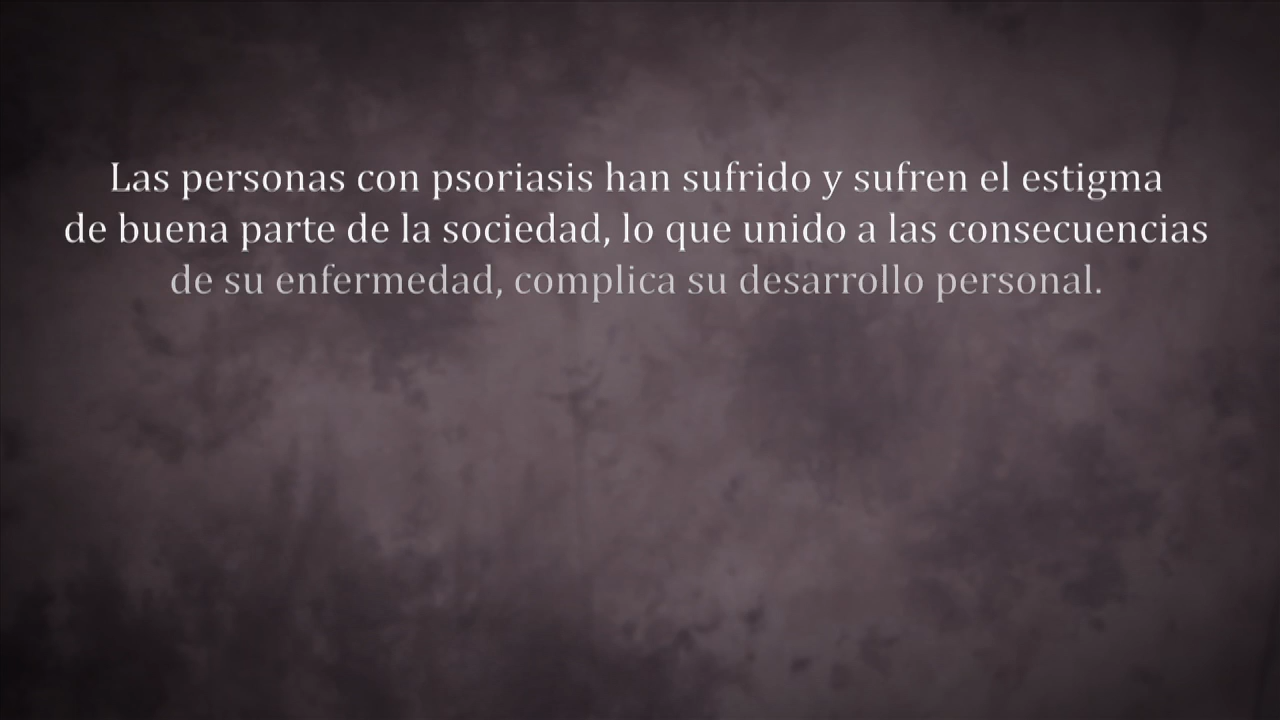 Las personas con psoriasis han sufrido y sufren el estigma
de buena parte de la sociedad, lo que unido a las consecuencias
de su enfermedad, complica su desarrollo personal.